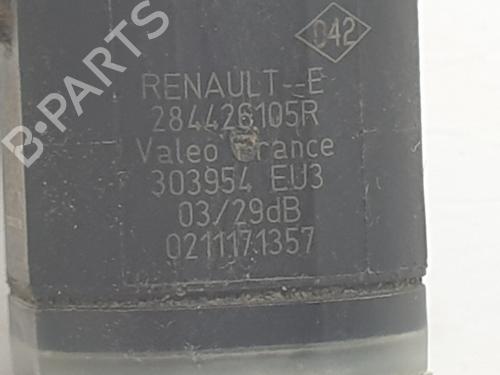 042
RENAULT--E
284426105R
Valeo France
303954 EU3
03/29dB
0211171357
B-PARTS